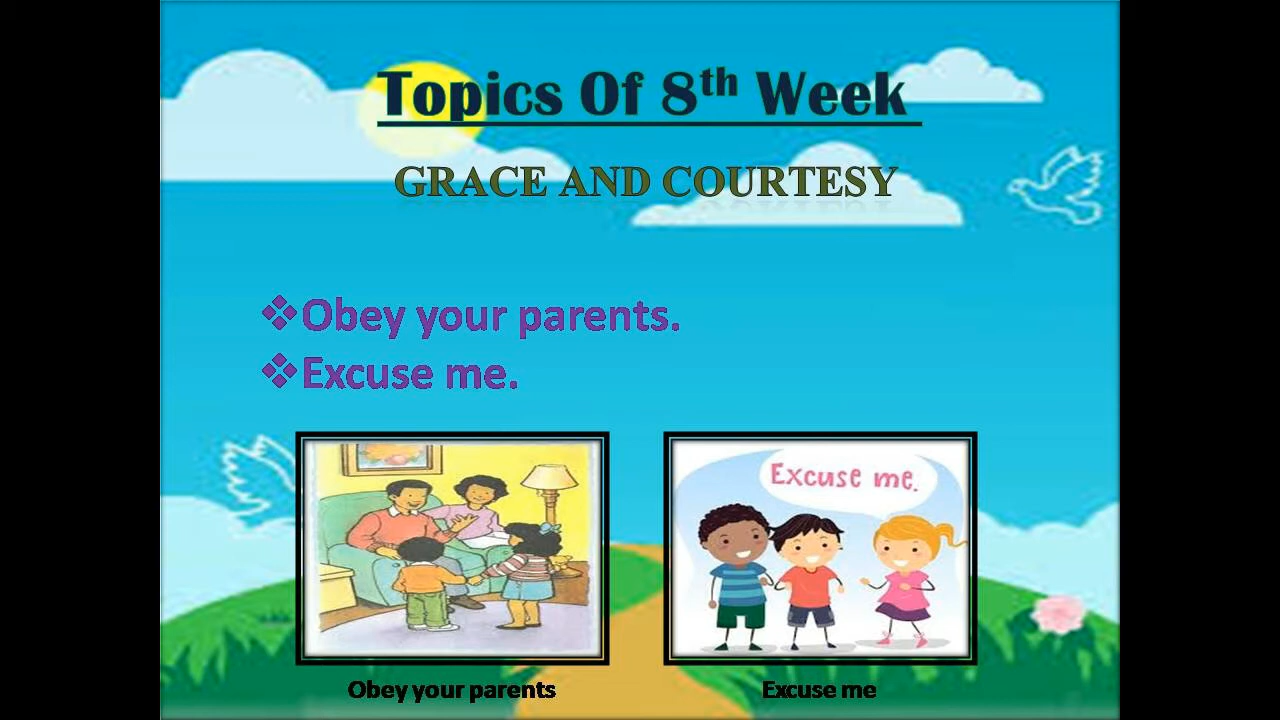 Topics Of 8th Week
GRACE AND COURTESY
❖Obey your parents.
❖Excuse me.
Excuse me.
Obey your parents
Excuse me